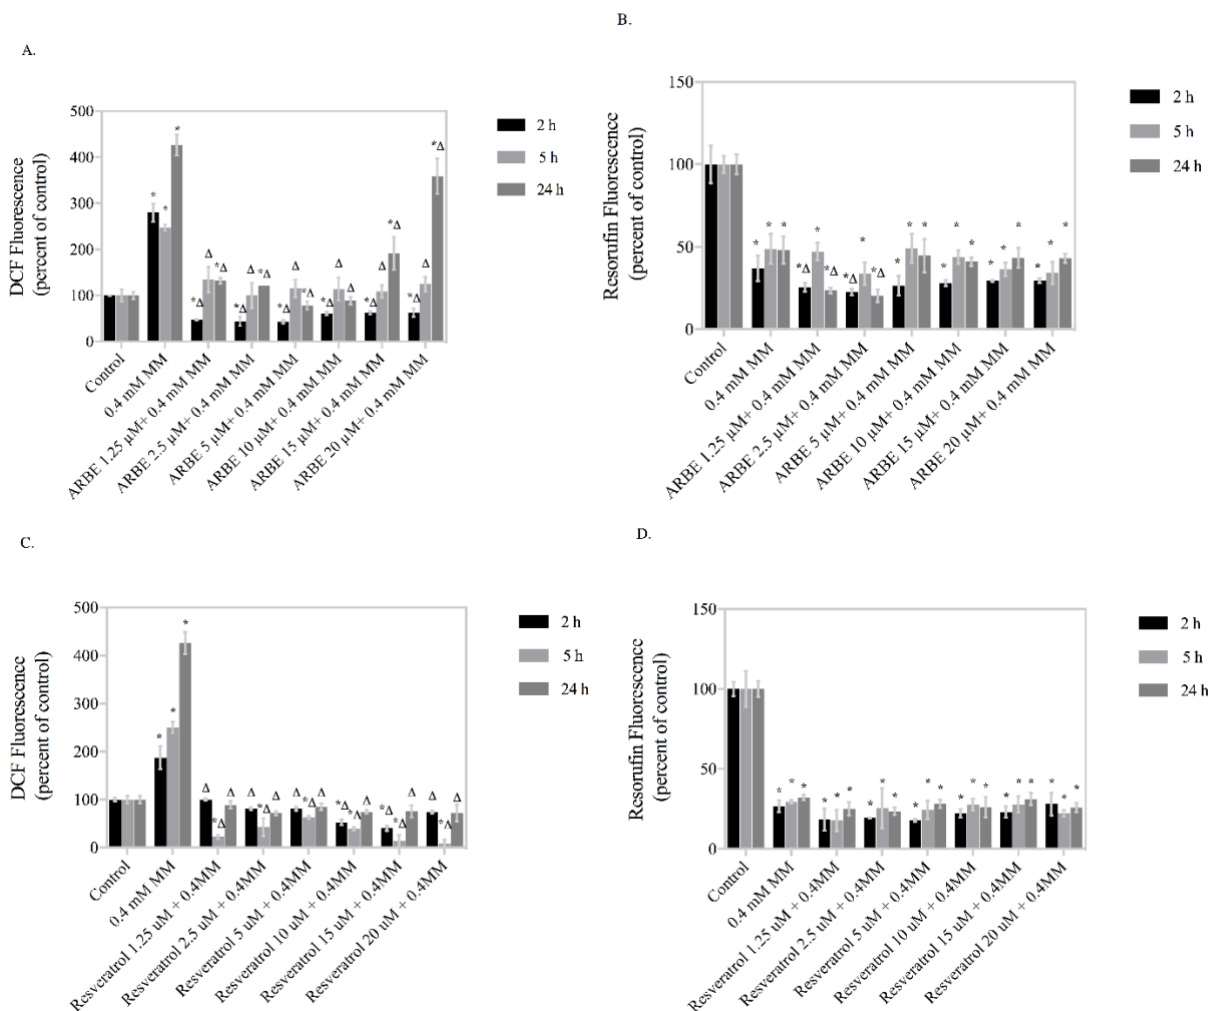 A.
DCF Fluorescence
(percent of control)
500
400
300
200
100
0
* * *
*Δ Δ *Δ
*Δ Δ *Δ
*Δ Δ *Δ
*Δ Δ Δ
*Δ Δ *Δ
*Δ Δ *Δ
Control
0.4 mM MM
ARBE 1.25 μM+ 0.4 mM MM
ARBE 2.5 μM+ 0.4 mM MM
ARBE 5 μM+ 0.4 mM MM
ARBE 10 μM+ 0.4 mM MM
ARBE 15 μM+ 0.4 mM MM
ARBE 20 μM+ 0.4 mM MM
2 h
5 h
24 h
B.
Resorufin Fluorescence
(percent of control)
150
100
50
0
* * *
*Δ * *Δ
*Δ * *Δ
* * *
* * *
* * *
* * *
Control
0.4 mM MM
ARBE 1.25 μM+ 0.4 mM MM
ARBE 2.5 μM+ 0.4 mM MM
ARBE 5 μM+ 0.4 mM MM
ARBE 10 μM+ 0.4 mM MM
ARBE 15 μM+ 0.4 mM MM
ARBE 20 μM+ 0.4 mM MM
2 h
5 h
24 h
C.
DCF Fluorescence
(percent of control)
500
400
300
200
100
0
* * *
Δ *Δ Δ
Δ *Δ Δ
Δ *Δ Δ
*Δ *Δ Δ
*Δ *Δ Δ
Δ *Δ Δ
Control
0.4 mM MM
Resveratrol 1.25 uM + 0.4MM
Resveratrol 2.5 uM + 0.4MM
Resveratrol 5 uM + 0.4MM
Resveratrol 10 uM + 0.4MM
Resveratrol 15 uM + 0.4MM
Resveratrol 20 uM + 0.4MM
2 h
5 h
24 h
D.
Resorufin Fluorescence
(percent of control)
150
100
50
0
* * *
* * *
* * *
* * *
* * *
* * *
* * *
Control
0.4 mM MM
Resveratrol 1.25 uM + 0.4MM
Resveratrol 2.5 uM + 0.4MM
Resveratrol 5 uM + 0.4MM
Resveratrol 10 uM + 0.4MM
Resveratrol 15 uM + 0.4MM
Resveratrol 20 uM + 0.4MM
2 h
5 h
24 h